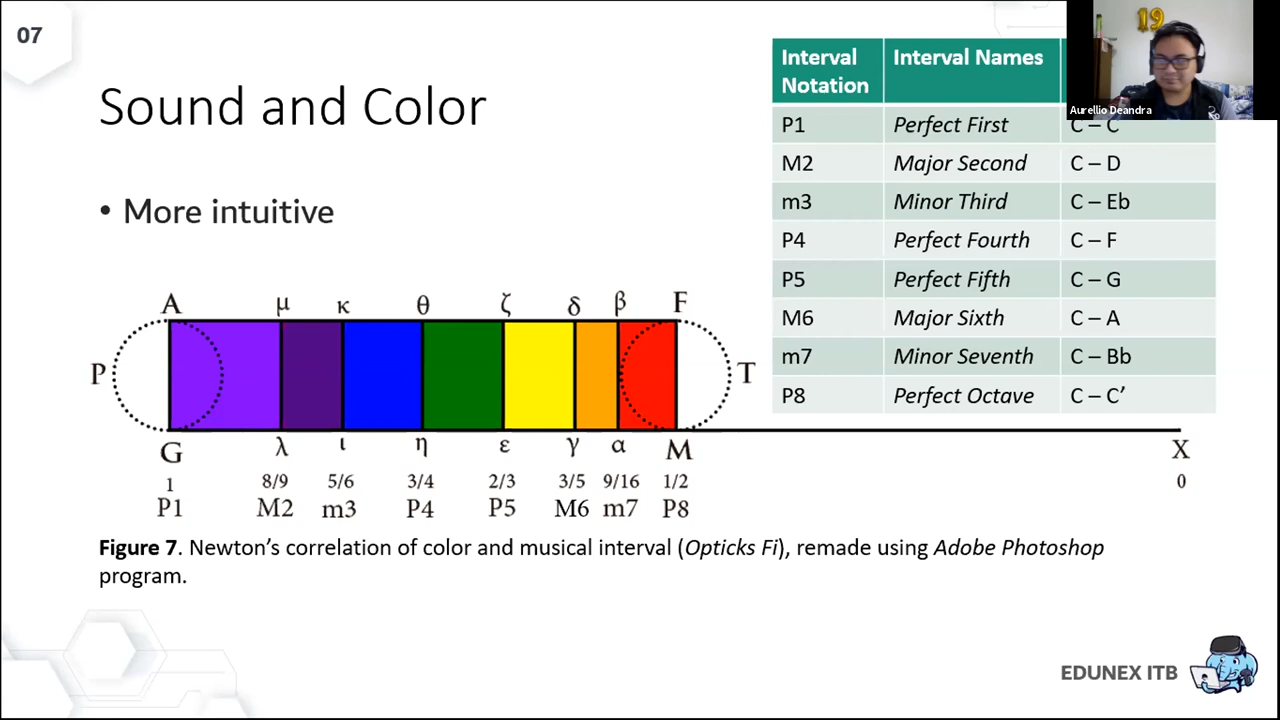 07
19
Aurellio Deandra
Sound and Color
• More intuitive
Interval Notation Interval Names
P1 Perfect First C – C
M2 Major Second C – D
m3 Minor Third C – Eb
P4 Perfect Fourth C – F
P5 Perfect Fifth C – G
M6 Major Sixth C – A
m7 Minor Seventh C – Bb
P8 Perfect Octave C – C’
A μ κ θ ζ δ β F
P T
G λ ι η ε γ α M X
1 8/9 5/6 3/4 2/3 3/5 9/16 1/2 0
P1 M2 m3 P4 P5 M6 m7 P8
Figure 7. Newton’s correlation of color and musical interval (Opticks Fi), remade using Adobe Photoshop
program.
EDUNEX ITB